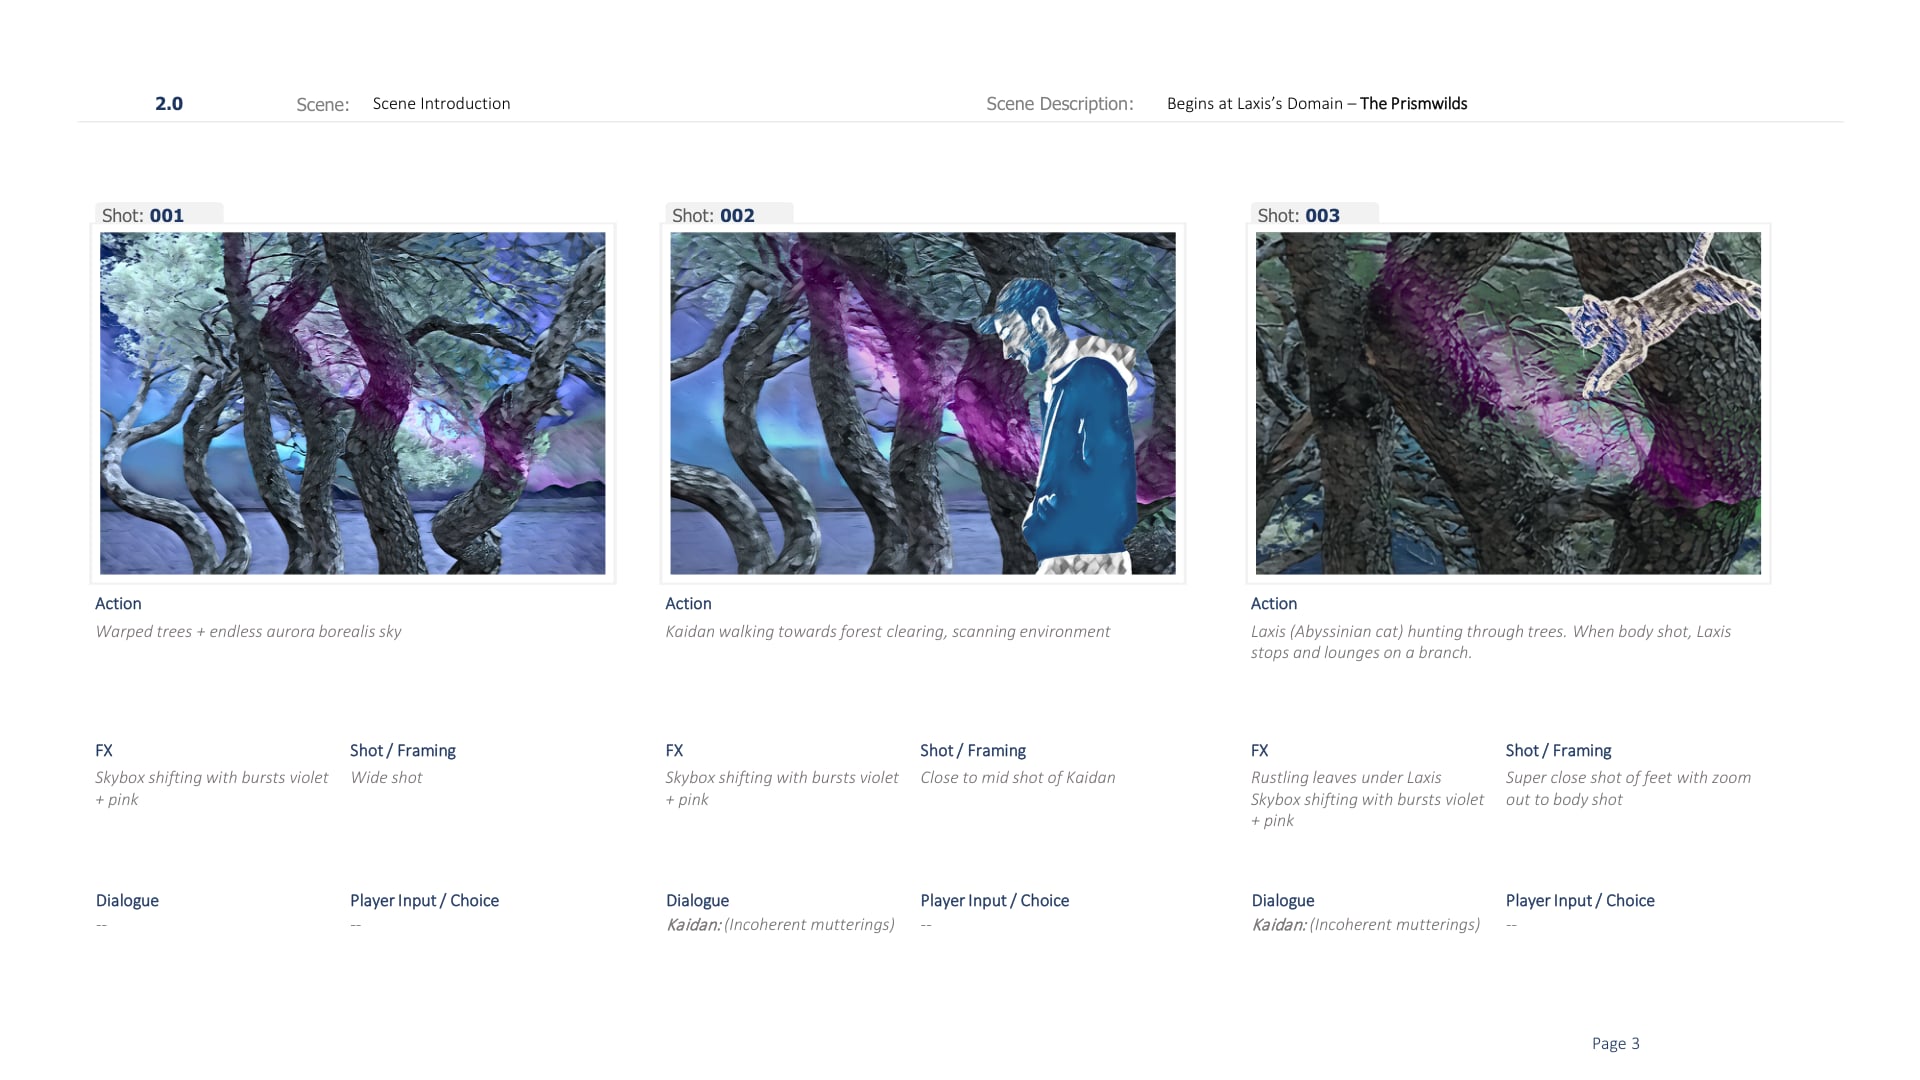 2.0
Scene: Scene Introduction
Scene Description: Begins at Laxis’s Domain – The Prismwilds
Shot: 001
Action
Warped trees + endless aurora borealis sky
FX
Skybox shifting with bursts violet
+ pink
Shot / Framing
Wide shot
Dialogue
--
Player Input / Choice
--
Shot: 002
Action
Kaidan walking towards forest clearing, scanning environment
FX
Skybox shifting with bursts violet
+ pink
Shot / Framing
Close to mid shot of Kaidan
Dialogue
Kaidan: (Incoherent mutterings)
Player Input / Choice
--
Shot: 003
Action
Laxis (Abyssinian cat) hunting through trees. When body shot, Laxis
stops and lounges on a branch.
FX
Rustling leaves under Laxis
Skybox shifting with bursts violet
+ pink
Shot / Framing
Super close shot of feet with zoom
out to body shot
Dialogue
Kaidan: (Incoherent mutterings)
Player Input / Choice
--
Page 3